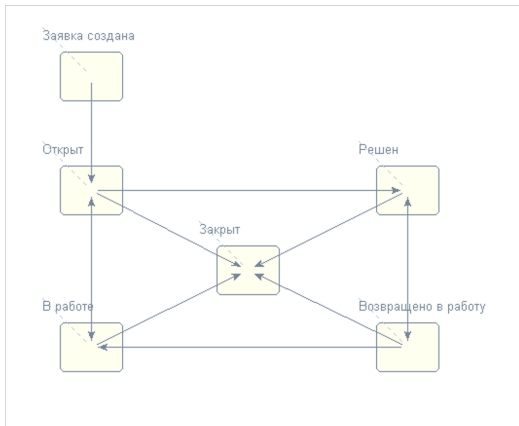 Заявка создана
Открыт
Решен
Закрыт
В работе
Возвращено в работу